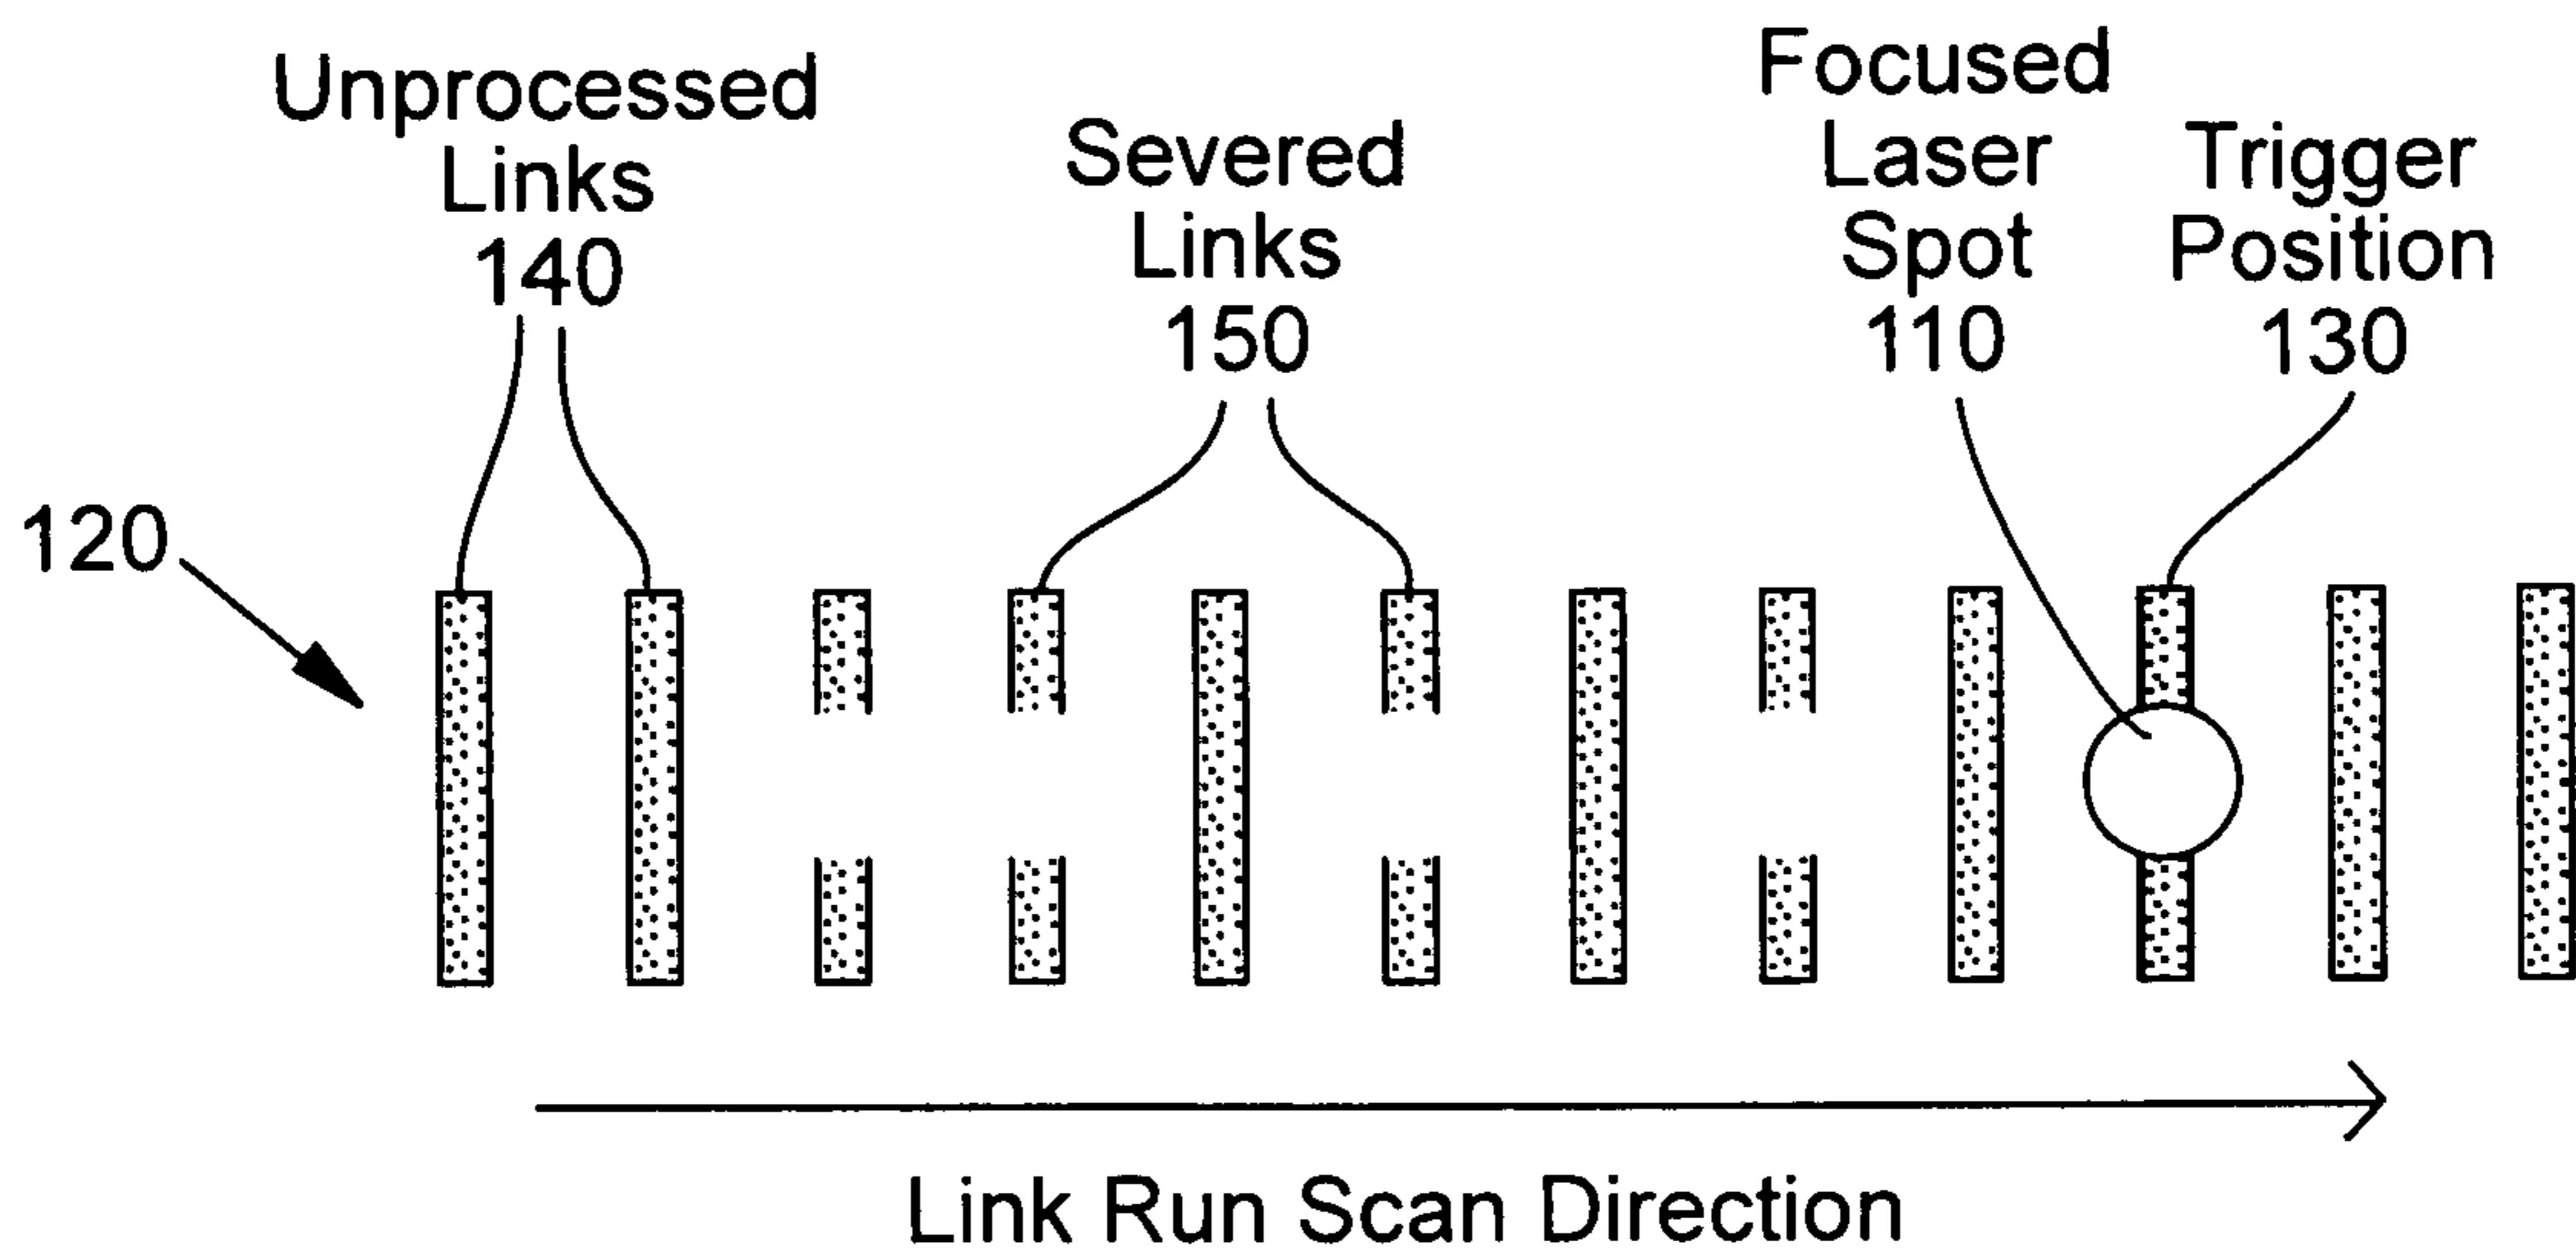 Unprocessed
Links
140
Severed
Links
150
Focused
Laser
Spot
110
Trigger
Position
130
120
Link Run Scan Direction